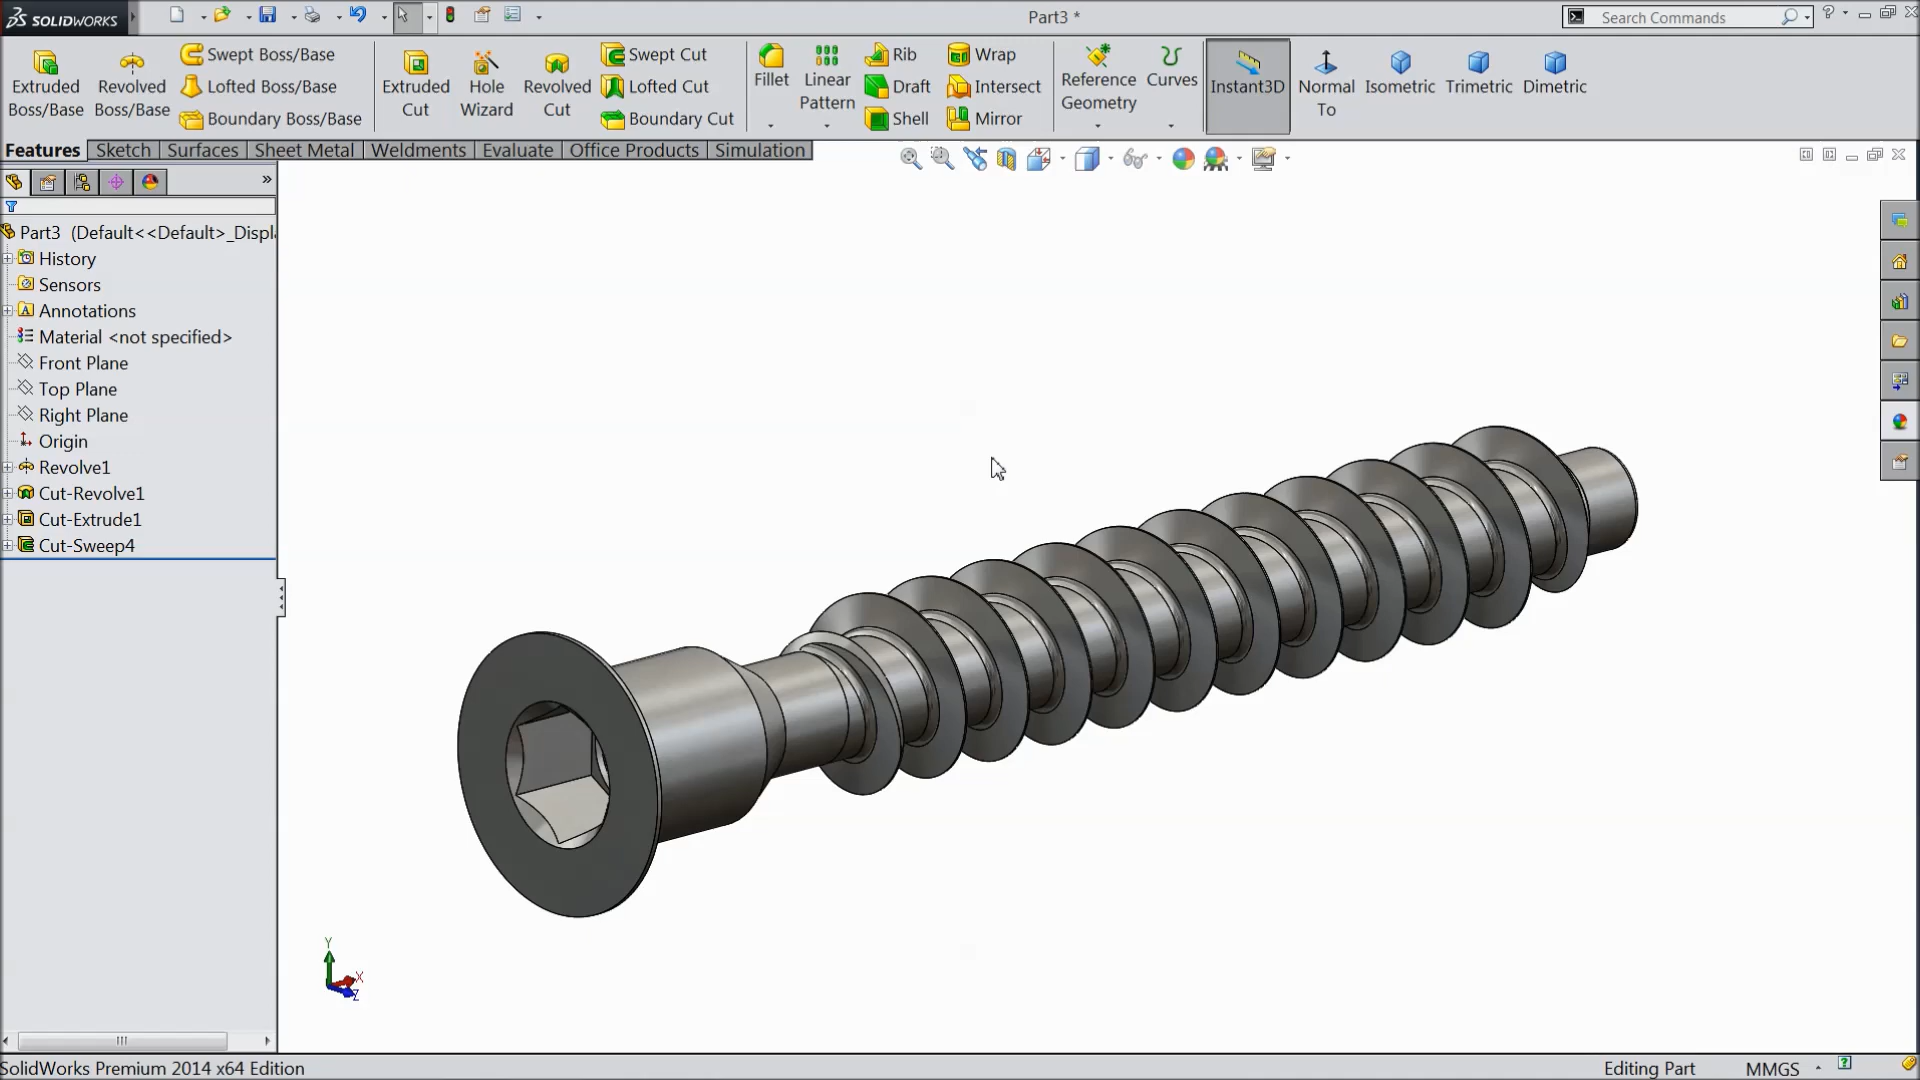 SOLIDWORKS
Part3 *
Search Commands
Extruded Boss/Base
Revolved Boss/Base
Swept Boss/Base
Lofted Boss/Base
Boundary Boss/Base
Extruded Cut
Hole Wizard
Revolved Cut
Swept Cut
Lofted Cut
Boundary Cut
Fillet
Linear Pattern
Rib
Draft
Shell
Wrap
Intersect
Mirror
Reference Geometry
Curves
Instant3D
Normal To
Isometric
Trimetric
Dimetric
Features Sketch Surfaces Sheet Metal Weldments Evaluate Office Products Simulation
Part3 (Default<<Default>_Displ
History
Sensors
Annotations
Material <not specified>
Front Plane
Top Plane
Right Plane
Origin
Revolve1
Cut-Revolve1
Cut-Extrude1
Cut-Sweep4
Y
X
Z
SolidWorks Premium 2014 x64 Edition
Editing Part
MMGS